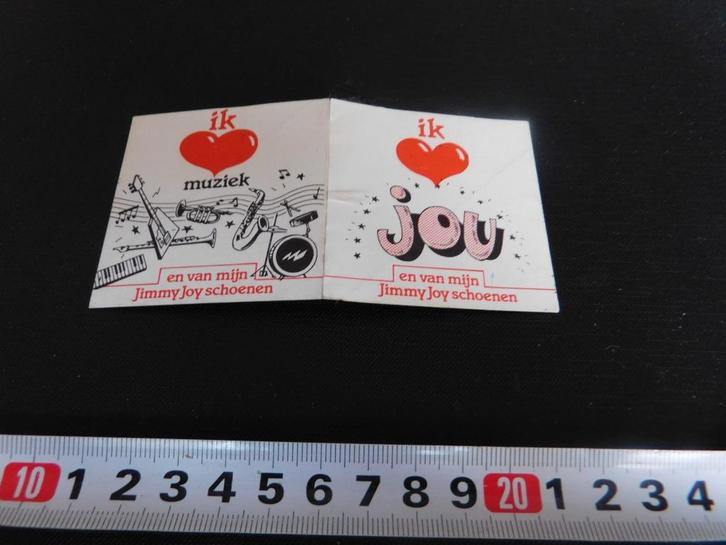 ik
muziek
en van mijn
Jimmy Joy schoenen
ik
jou
en van mijn
Jimmy Joy schoenen
10 1 2 3 4 5 6 7 8 9 20 1 2 3 4